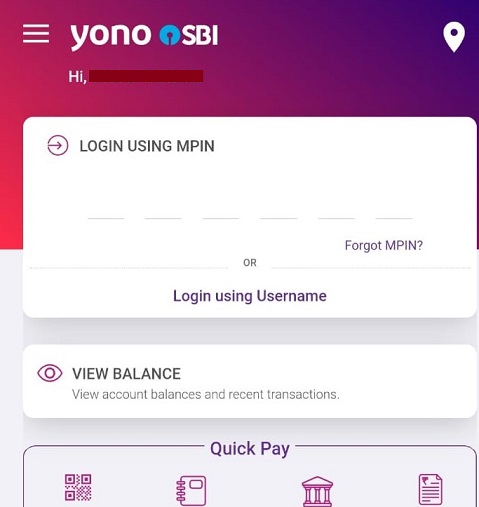 yono SBI
Hi,
LOGIN USING MPIN
Forgot MPIN?
OR
Login using Username
VIEW BALANCE
View account balances and recent transactions.
Quick Pay